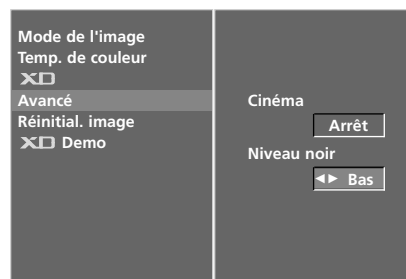 Mode de l'image
Temp. de couleur
XD
Avancé
Réinitial. image
XD Demo
Cinéma
Arrêt
Niveau noir
◄► Bas